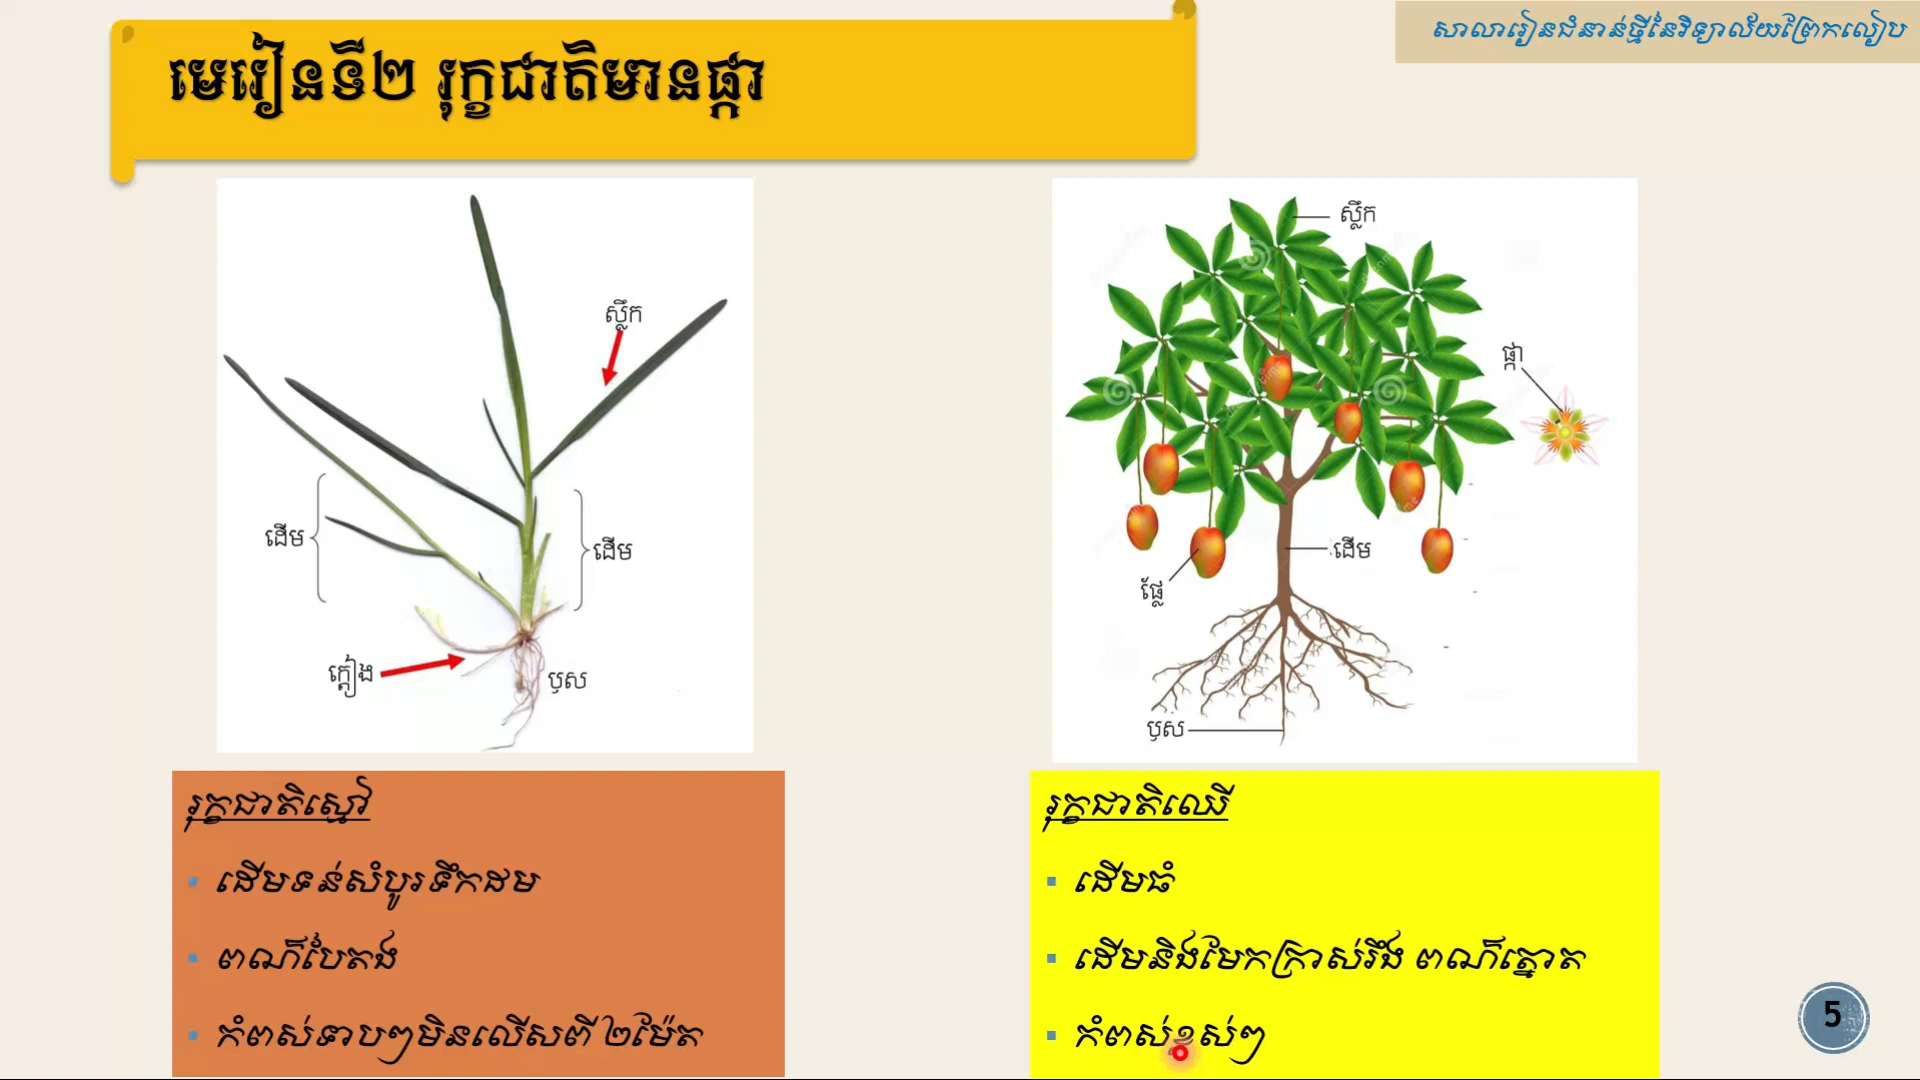 សាលារៀនជំនាន់ថ្មីនៃវិទ្យាល័យព្រែកលៀប
មេរៀនទី២ រុក្ខជាតិមានផ្កា
ស្លឹក
ដើម
ដើម
ក្តៀង
ឫស
ស្លឹក
ផ្កា
ដើម
ផ្លែ
ឫស
រុក្ខជាតិស្មៅ
ដើមទន់សំបូរទឹកដម
ពណ៌បៃតង
កំពស់ទាបៗមិនលើសពី ២ម៉ែត
រុក្ខជាតិឈើ
ដើមធំ
ដើមនិងមែកក្រាស់រឹង ពណ៌ត្នោត
កំពស់ខ្ពស់ៗ
5